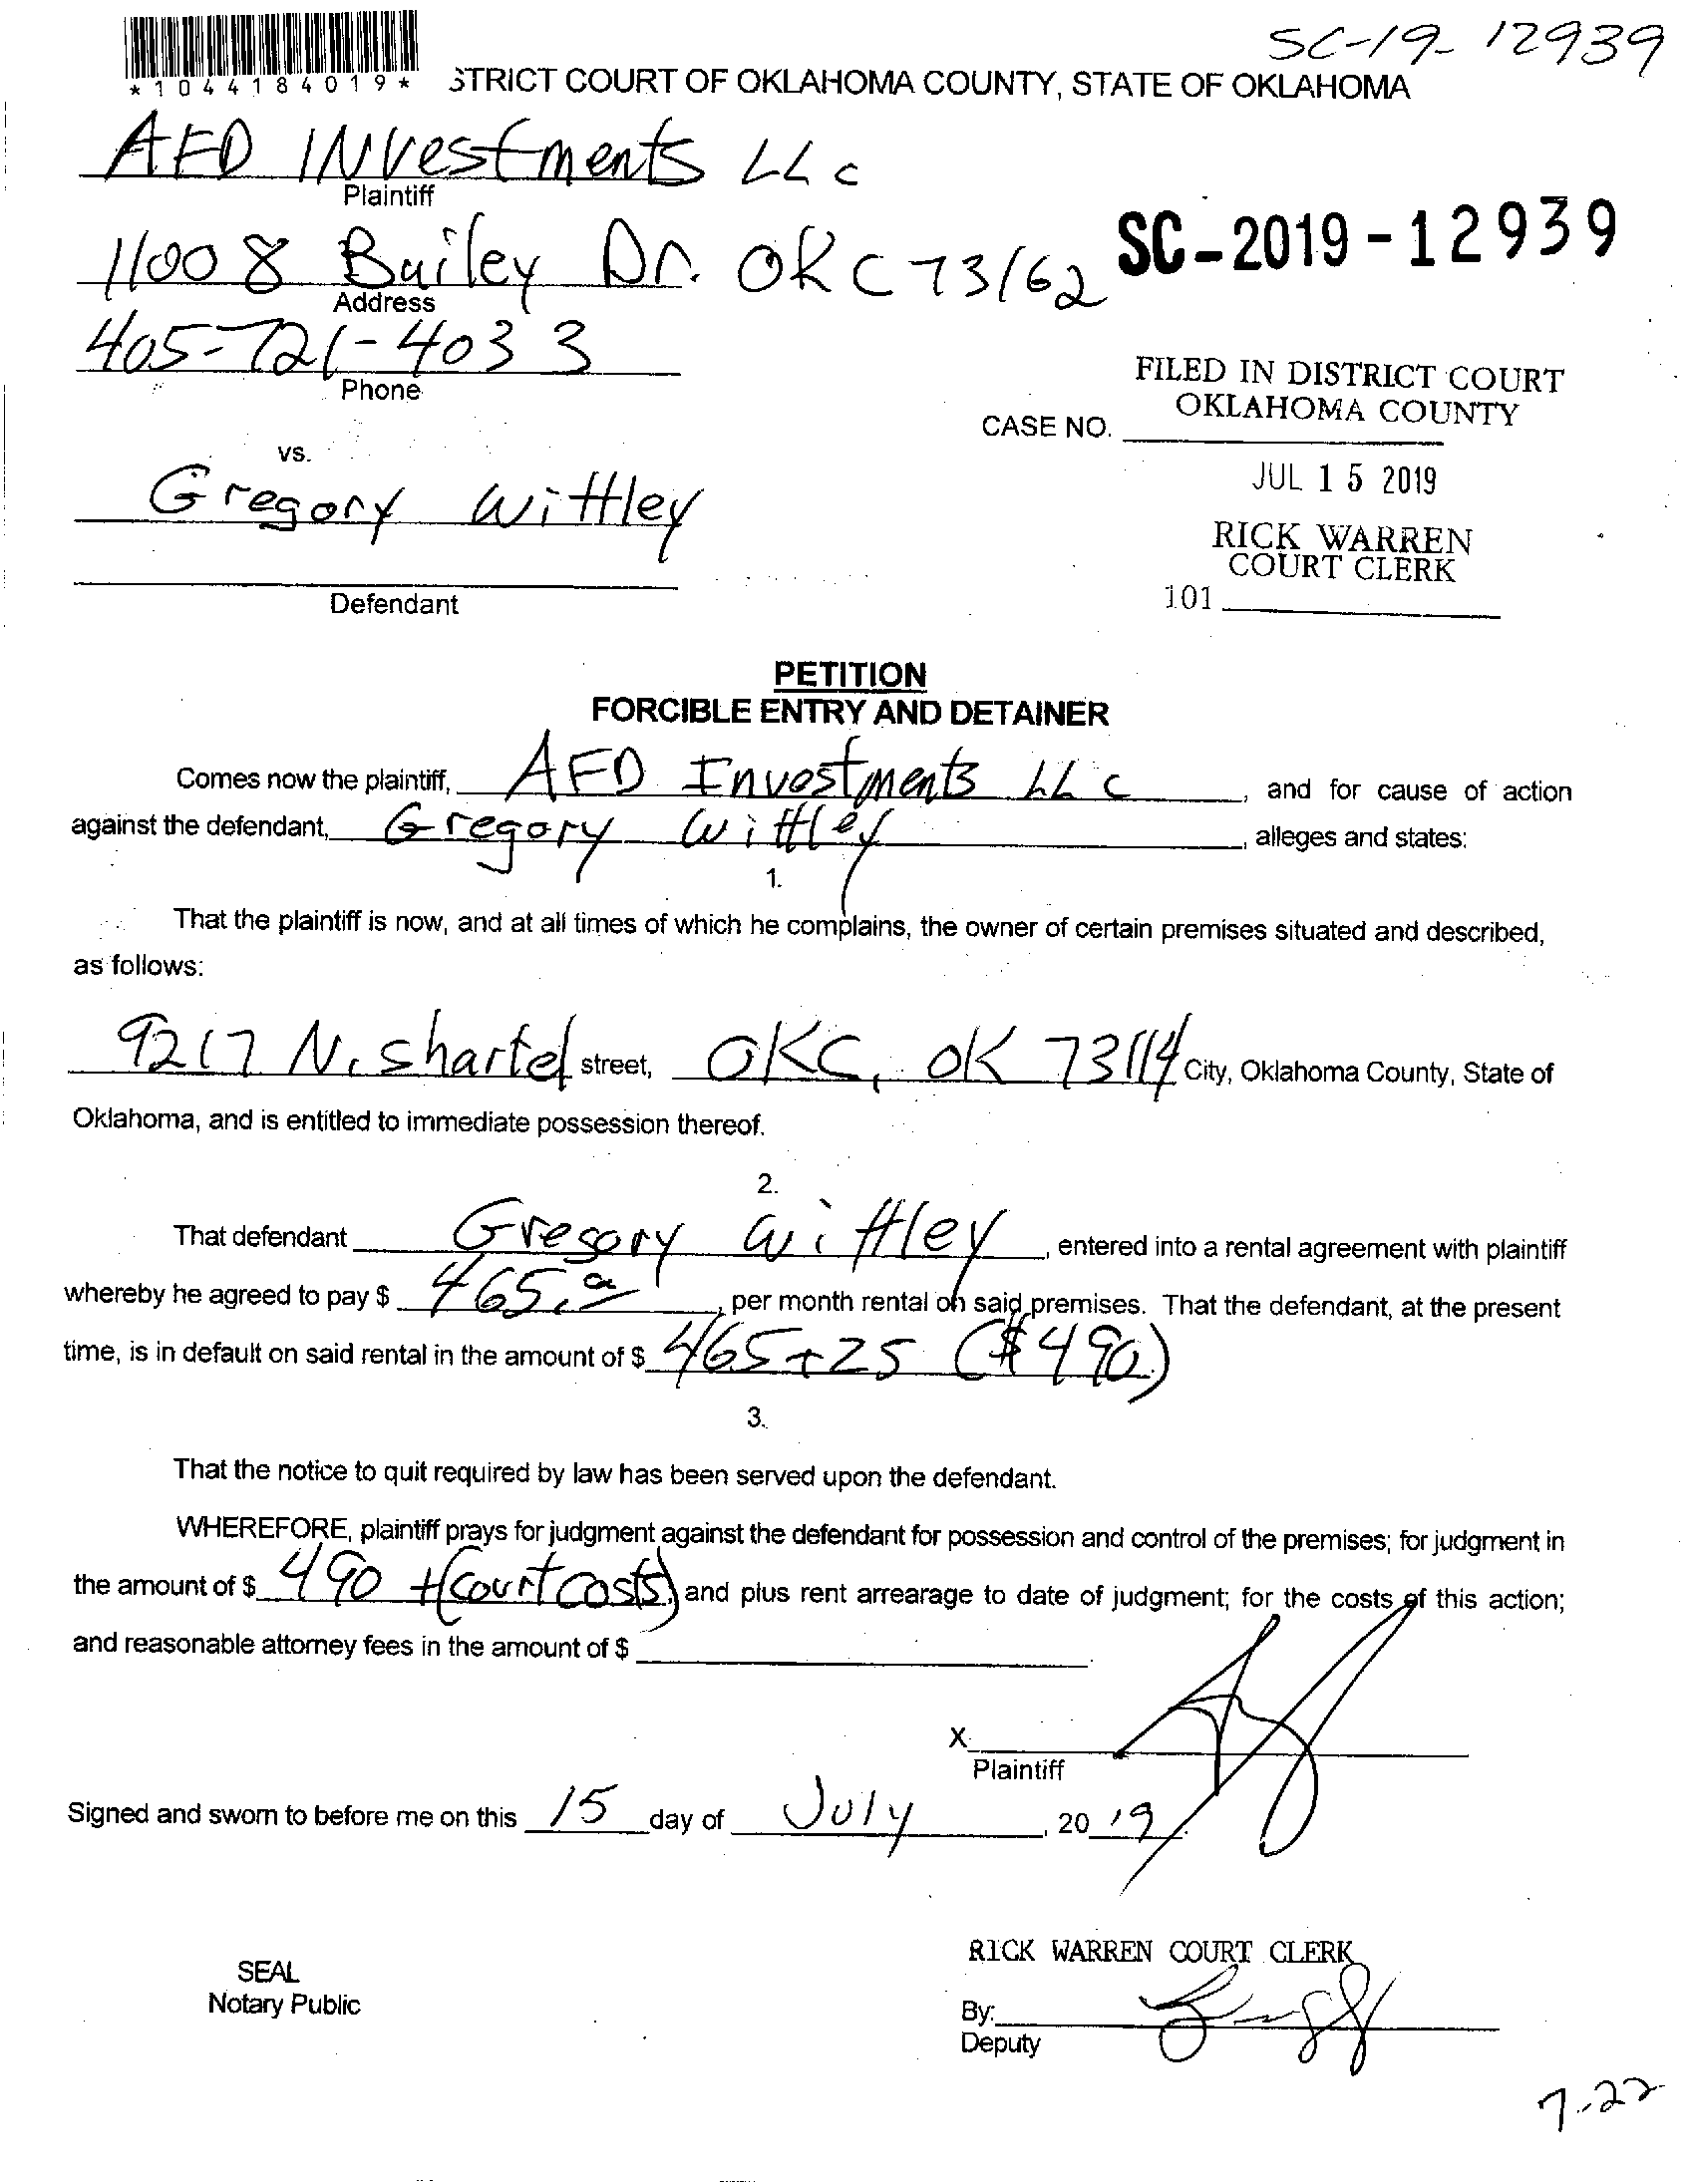 SC-19-12939
*1044184019*
STRICT COURT OF OKLAHOMA COUNTY, STATE OF OKLAHOMA
AFD INVestments LLc
Plaintiff
11008 Bailey Dr. OKC 73162
SC-2019-12939
Address
405-721-4033
Phone
FILED IN DISTRICT COURT
OKLAHOMA COUNTY
CASE NO.
vs.
JUL 15 2019
Gregory Wittley
RICK WARREN
COURT CLERK
101
Defendant
PETITION
FORCIBLE ENTRY AND DETAINER
Comes now the plaintiff, AFD Investments LLC, and for cause of action
against the defendant, Gregory Wittley, alleges and states:
1.
That the plaintiff is now, and at all times of which he complains, the owner of certain premises situated and described,
as follows:
9217 N. Shartel street, OKC, OK 73114 City, Oklahoma County, State of
Oklahoma, and is entitled to immediate possession thereof.
2.
That defendant Gregory Wittley, entered into a rental agreement with plaintiff
whereby he agreed to pay $ 465., per month rental on said premises. That the defendant, at the present
time, is in default on said rental in the amount of $ 465+25 ($490)
3.
That the notice to quit required by law has been served upon the defendant.
WHEREFORE, plaintiff prays for judgment against the defendant for possession and control of the premises; for judgment in
the amount of $ 490 +(Court Costs), and plus rent arrearage to date of judgment; for the costs of this action;
and reasonable attorney fees in the amount of $
X
Plaintiff
Signed and sworn to before me on this 15 day of July, 20 19.
RICK WARREN COURT CLERK
SEAL
Notary Public
By:
Deputy
7-22